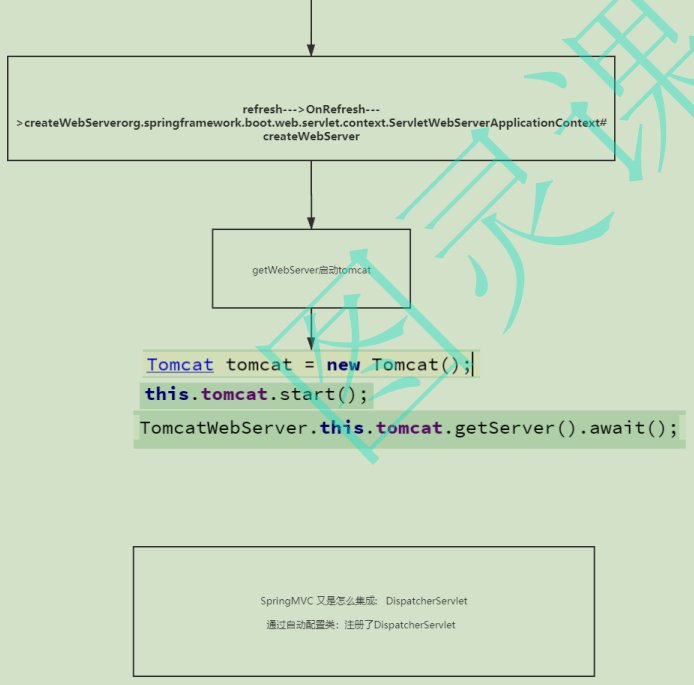 refresh--->OnRefresh---
>createWebServerorg.springframework.boot.web.servlet.context.ServletWebServerApplicationContext#
createWebServer
getWebServer启动tomcat
Tomcat tomcat = new Tomcat();
this.tomcat.start();
TomcatWebServer.this.tomcat.getServer().await();
SpringMVC 又是怎么集成: DispatcherServlet
通过自动配置类: 注册了DispatcherServlet
图灵课